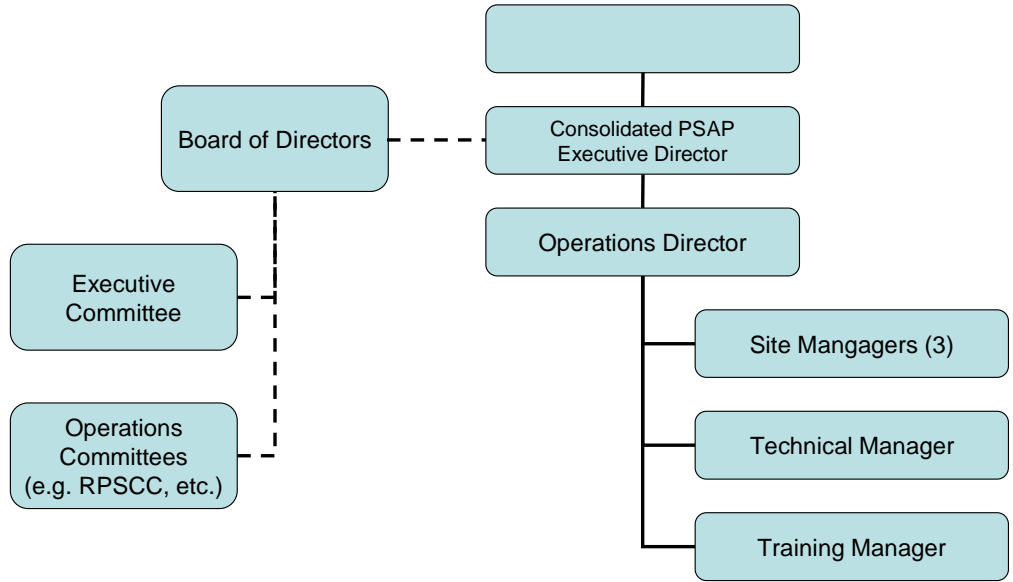 Board of Directors
Consolidated PSAP
Executive Director
Operations Director
Executive
Committee
Site Mangagers (3)
Operations
Committees
(e.g. RPSCC, etc.)
Technical Manager
Training Manager